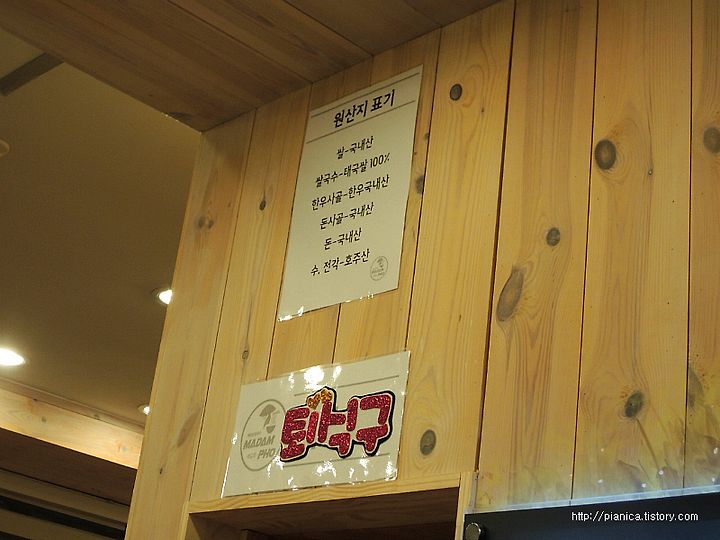 원산지 표기
쌀-국내산
쌀국수-태국쌀 100%
한우사골-한우국내산
돈사골-국내산
돈-국내산
수, 전각-호주산
MADAM
PHO
퇴식구
http://pianica.tistory.com